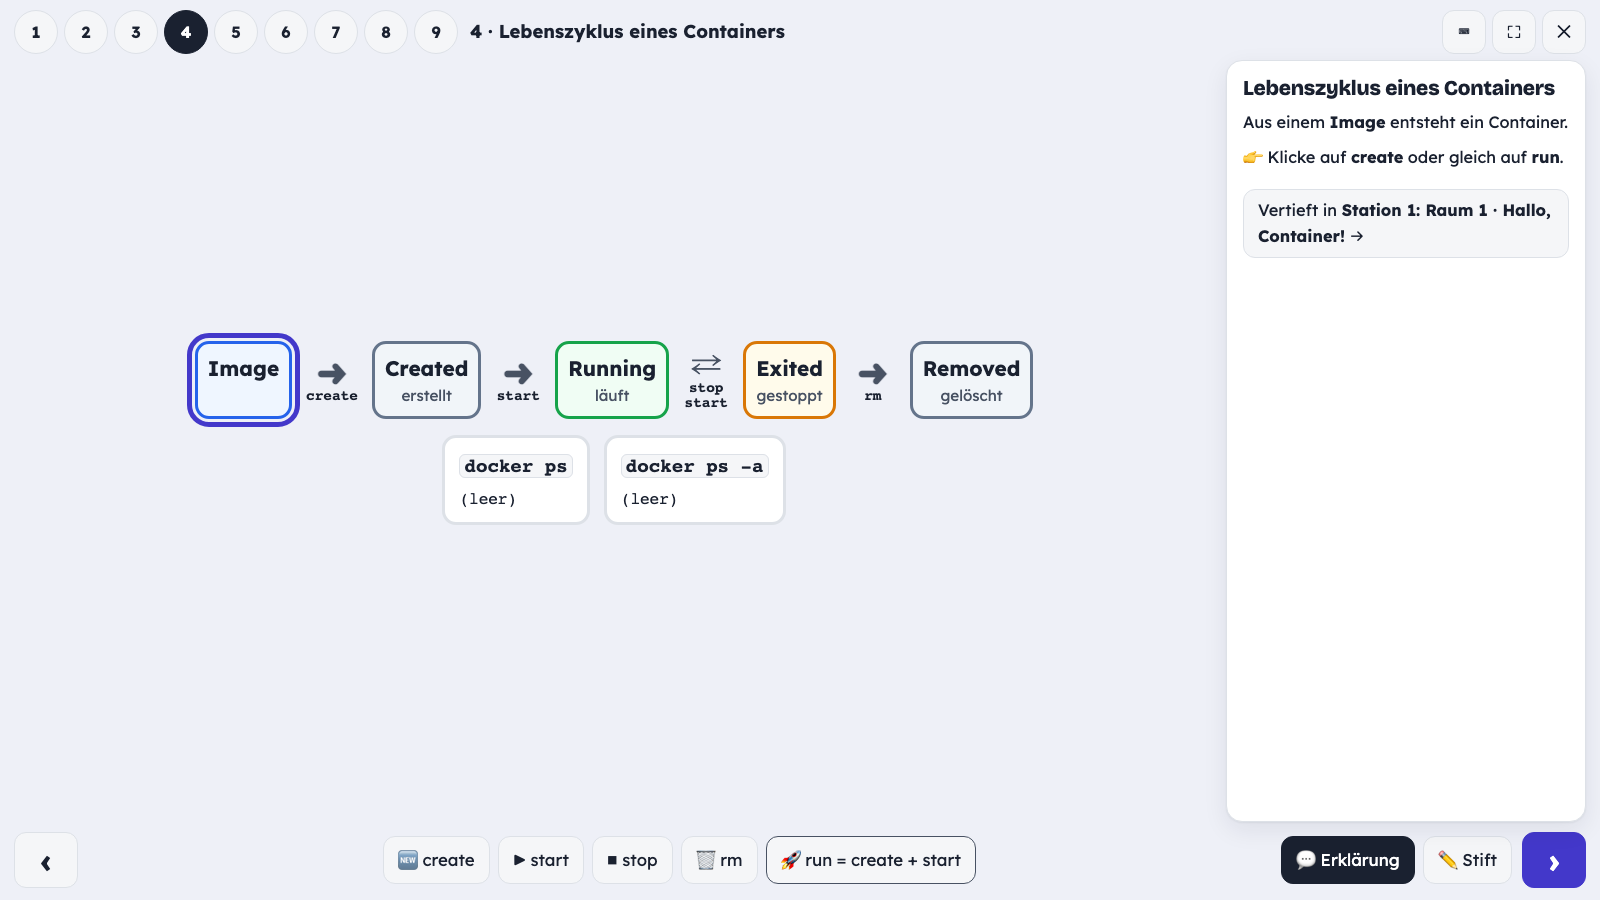 1 2 3 4 5 6 7 8 9 4 · Lebenszyklus eines Containers
Lebenszyklus eines Containers
Aus einem Image entsteht ein Container.
👉 Klicke auf create oder gleich auf run.
Vertieft in Station 1: Raum 1 · Hallo,
Container! →
Image
create
Created
erstellt
start
Running
läuft
stop
start
Exited
gestoppt
rm
Removed
gelöscht
docker ps
(leer)
docker ps -a
(leer)
🆕 create
▶ start
■ stop
🗑️ rm
🚀 run = create + start
💬 Erklärung
✏️ Stift